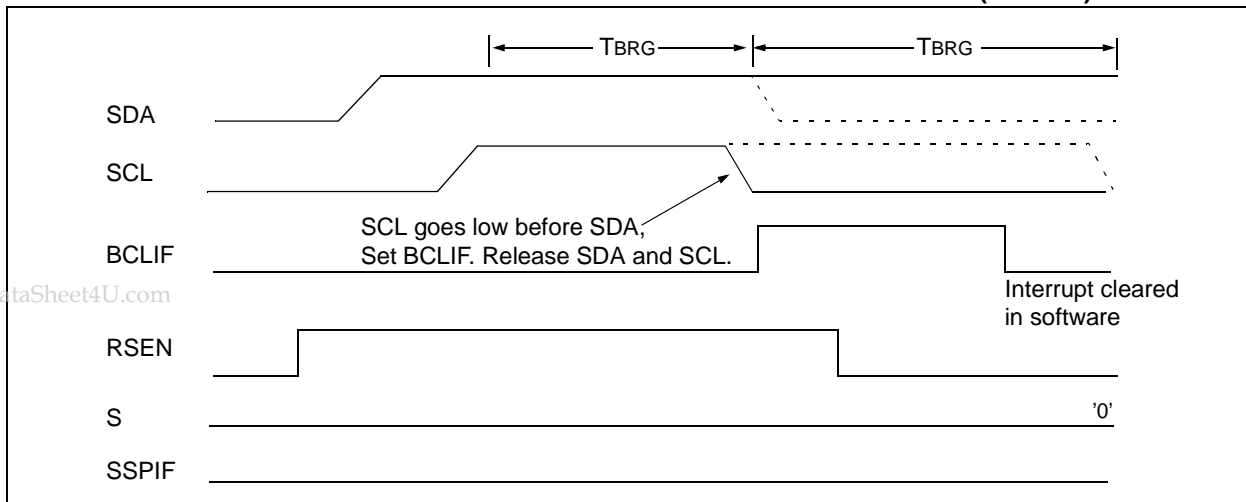 TBRG TBRG
SDA
SCL
SCL goes low before SDA,
Set BCLIF. Release SDA and SCL.
BCLIF
ataSheet4U.com
Interrupt cleared
in software
RSEN
S '0'
SSPIF